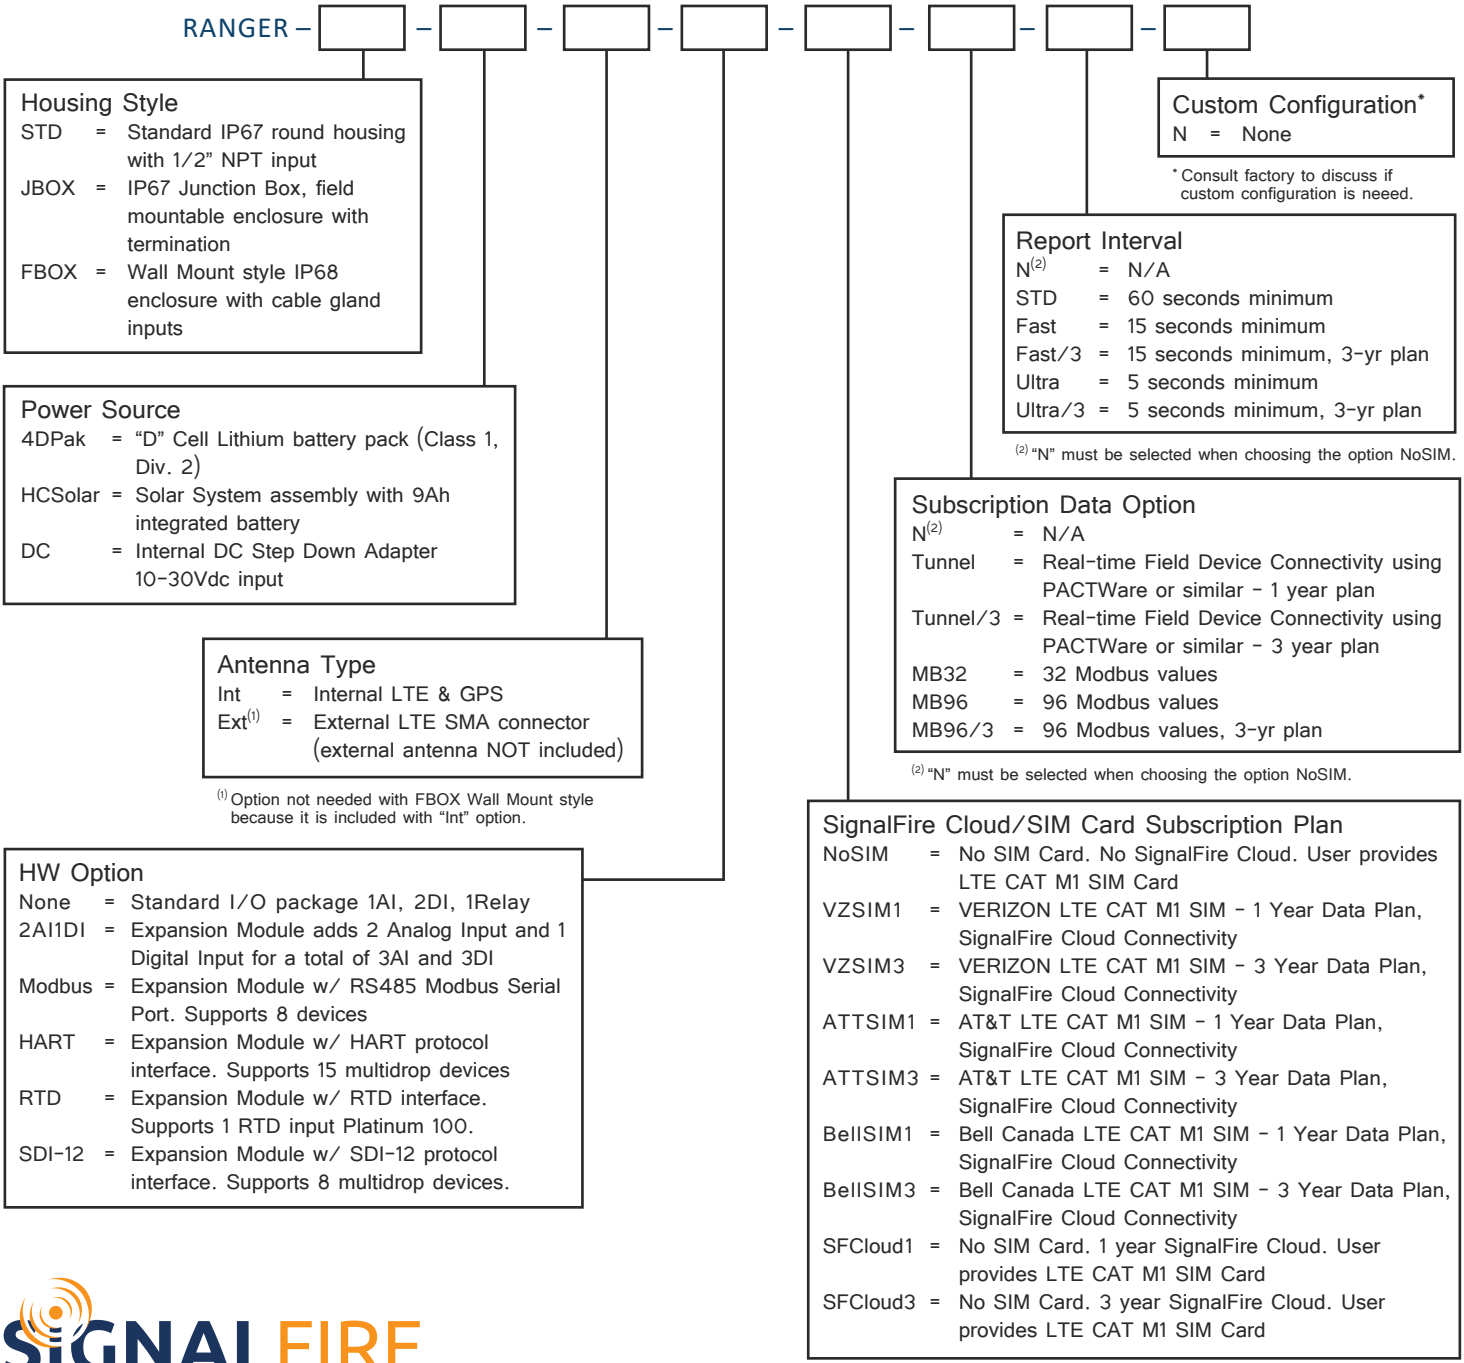 RANGER – – – – – – – –
Housing Style
STD = Standard IP67 round housing
with 1/2” NPT input
JBOX = IP67 Junction Box, field
mountable enclosure with
termination
FBOX = Wall Mount style IP68
enclosure with cable gland
inputs
Power Source
4DPak = “D” Cell Lithium battery pack (Class 1,
Div. 2)
HCSolar = Solar System assembly with 9Ah
integrated battery
DC = Internal DC Step Down Adapter
10-30Vdc input
Antenna Type
Int = Internal LTE & GPS
Ext(1) = External LTE SMA connector
(external antenna NOT included)
(1) Option not needed with FBOX Wall Mount style
because it is included with “Int” option.
HW Option
None = Standard I/O package 1AI, 2DI, 1Relay
2AI1DI = Expansion Module adds 2 Analog Input and 1
Digital Input for a total of 3AI and 3DI
Modbus = Expansion Module w/ RS485 Modbus Serial
Port. Supports 8 devices
HART = Expansion Module w/ HART protocol
interface. Supports 15 multidrop devices
RTD = Expansion Module w/ RTD interface.
Supports 1 RTD input Platinum 100.
SDI-12 = Expansion Module w/ SDI-12 protocol
interface. Supports 8 multidrop devices.
Custom Configuration*
N = None
* Consult factory to discuss if
custom configuration is neeed.
Report Interval
N(2) = N/A
STD = 60 seconds minimum
Fast = 15 seconds minimum
Fast/3 = 15 seconds minimum, 3-yr plan
Ultra = 5 seconds minimum
Ultra/3 = 5 seconds minimum, 3-yr plan
(2) “N” must be selected when choosing the option NoSIM.
Subscription Data Option
N(2) = N/A
Tunnel = Real-time Field Device Connectivity using
PACTWare or similar - 1 year plan
Tunnel/3 = Real-time Field Device Connectivity using
PACTWare or similar - 3 year plan
MB32 = 32 Modbus values
MB96 = 96 Modbus values
MB96/3 = 96 Modbus values, 3-yr plan
(2) “N” must be selected when choosing the option NoSIM.
SignalFire Cloud/SIM Card Subscription Plan
NoSIM = No SIM Card. No SignalFire Cloud. User provides
LTE CAT M1 SIM Card
VZSIM1 = VERIZON LTE CAT M1 SIM - 1 Year Data Plan,
SignalFire Cloud Connectivity
VZSIM3 = VERIZON LTE CAT M1 SIM - 3 Year Data Plan,
SignalFire Cloud Connectivity
ATTSIM1 = AT&T LTE CAT M1 SIM - 1 Year Data Plan,
SignalFire Cloud Connectivity
ATTSIM3 = AT&T LTE CAT M1 SIM - 3 Year Data Plan,
SignalFire Cloud Connectivity
BellSIM1 = Bell Canada LTE CAT M1 SIM - 1 Year Data Plan,
SignalFire Cloud Connectivity
BellSIM3 = Bell Canada LTE CAT M1 SIM - 3 Year Data Plan,
SignalFire Cloud Connectivity
SFCloud1 = No SIM Card. 1 year SignalFire Cloud. User
provides LTE CAT M1 SIM Card
SFCloud3 = No SIM Card. 3 year SignalFire Cloud. User
provides LTE CAT M1 SIM Card
SIGNAL FIRE